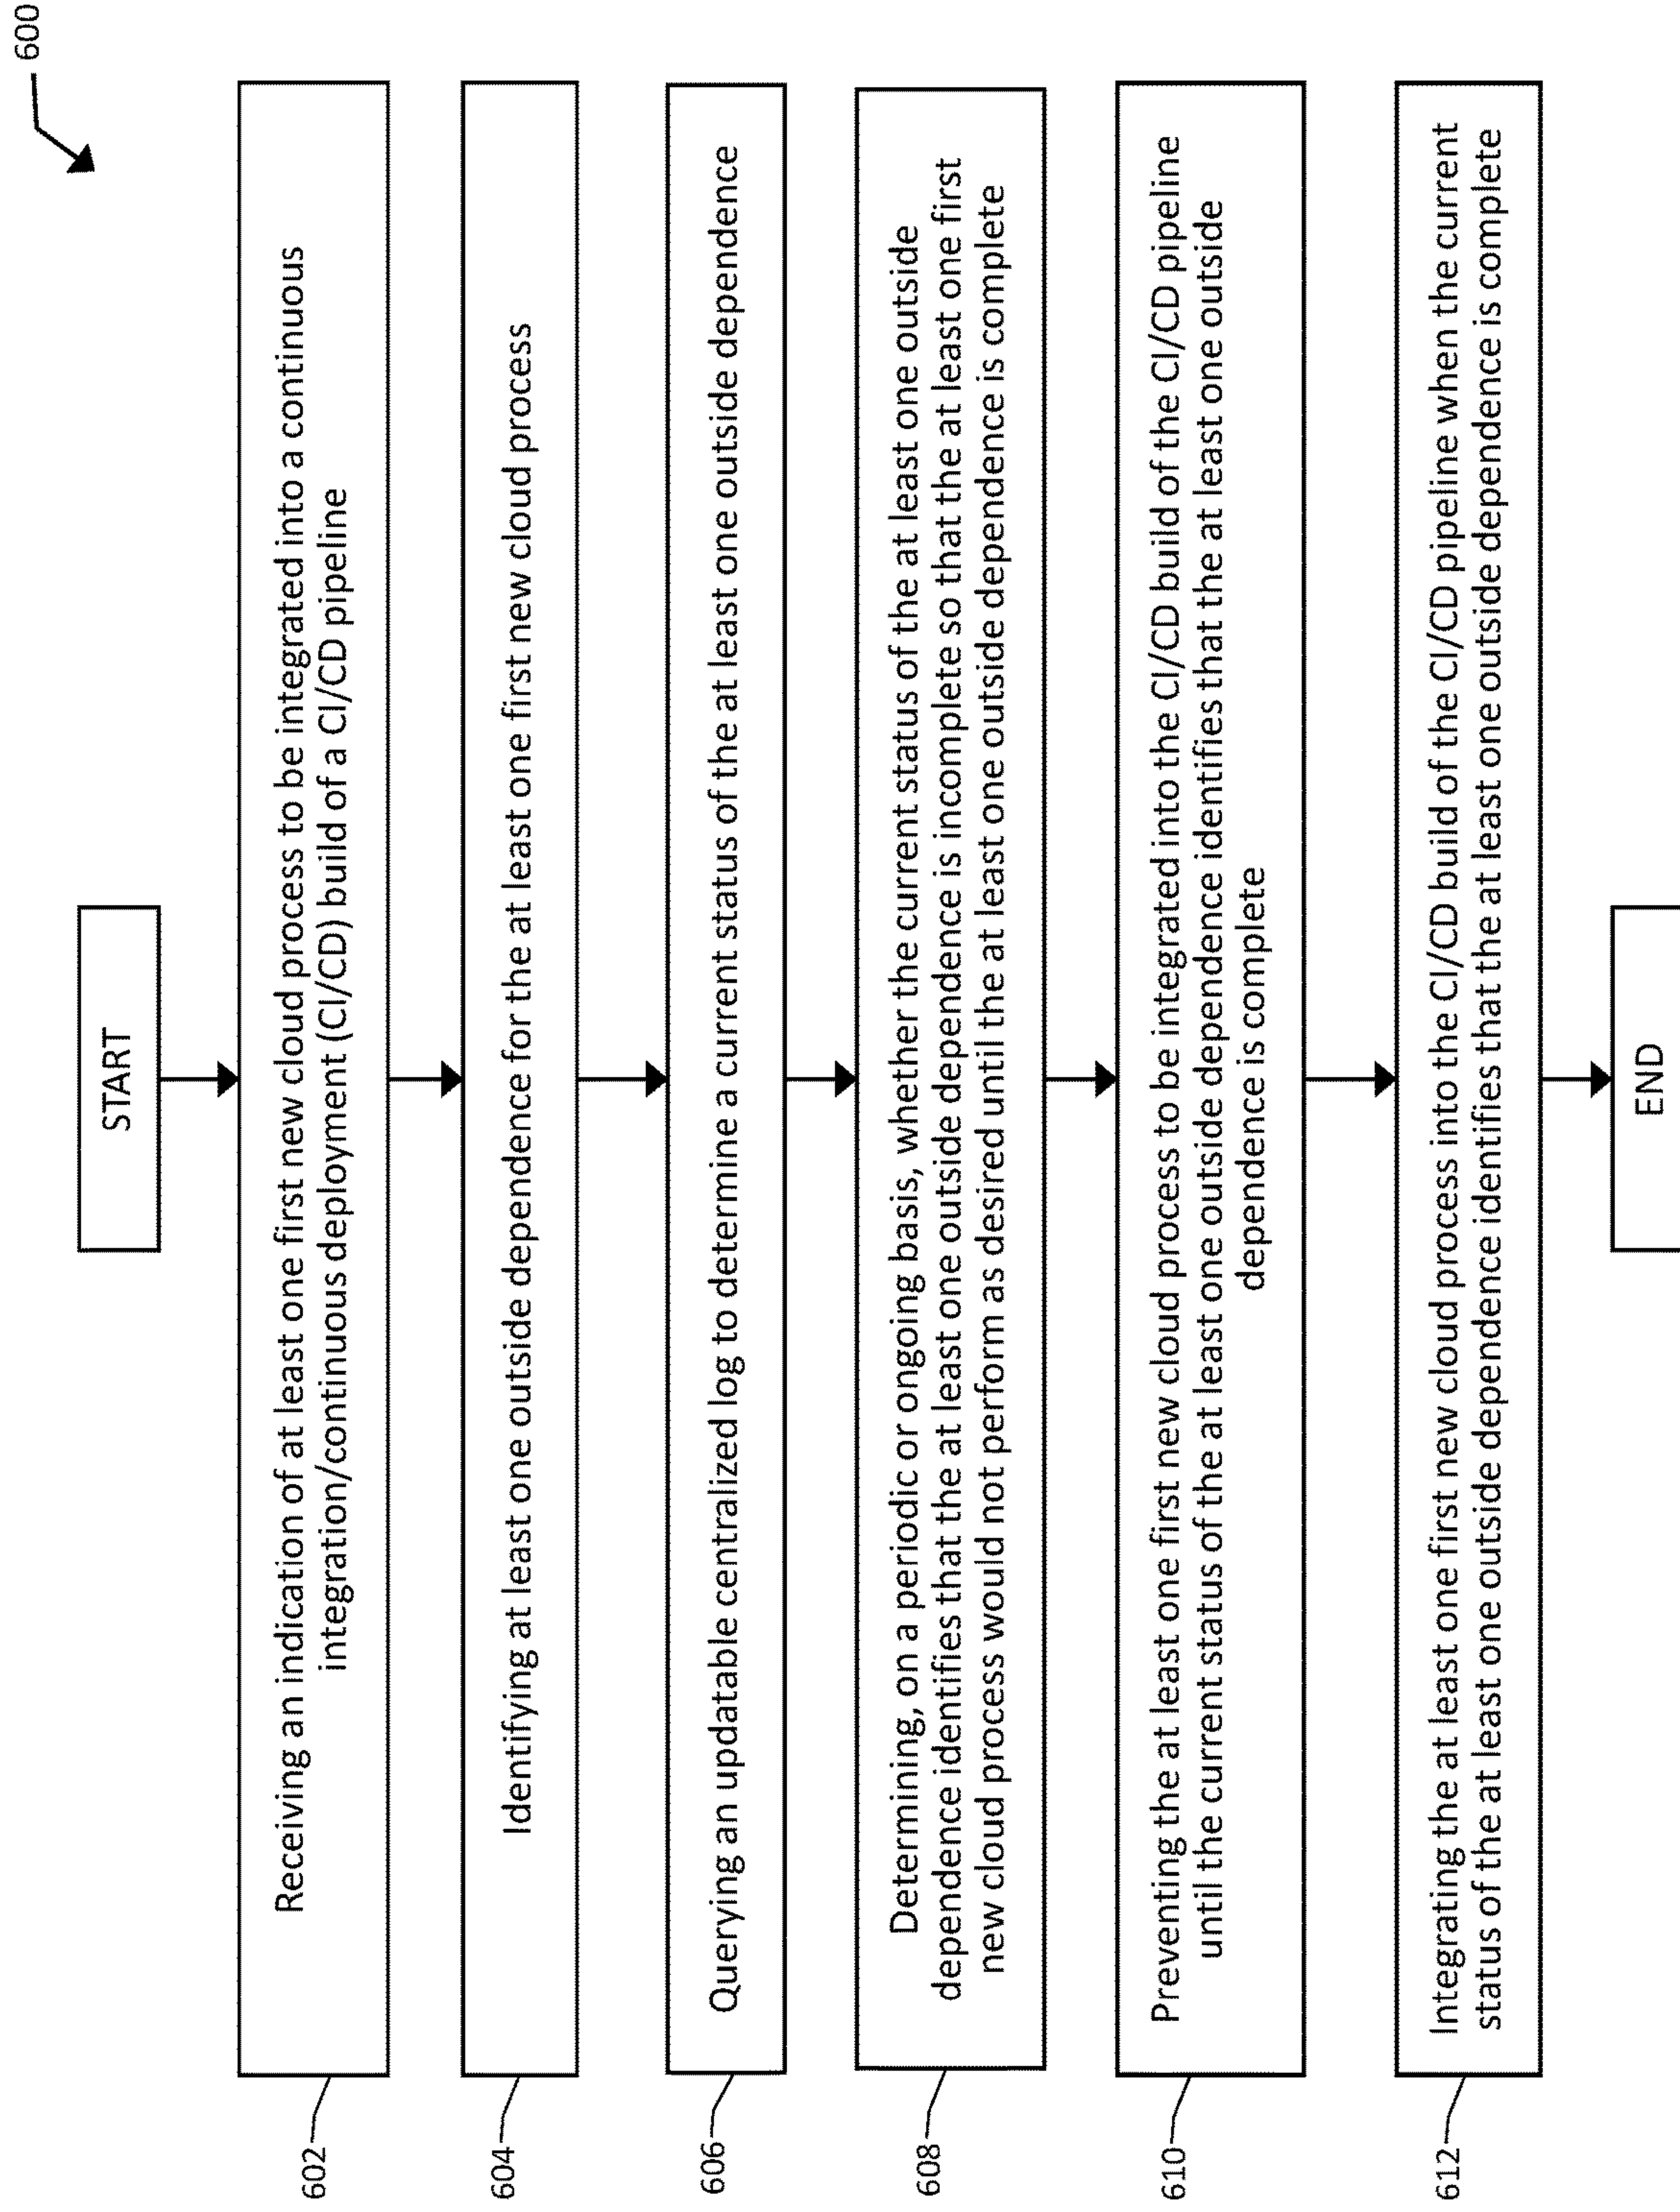 600
START
602
Receiving an indication of at least one first new cloud process to be integrated into a continuous
integration/continuous deployment (CI/CD) build of a CI/CD pipeline
604
Identifying at least one outside dependence for the at least one first new cloud process
606
Querying an updatable centralized log to determine a current status of the at least one outside dependence
608
Determining, on a periodic or ongoing basis, whether the current status of the at least one outside
dependence identifies that the at least one outside dependence is incomplete so that the at least one first
new cloud process would not perform as desired until the at least one outside dependence is complete
610
Preventing the at least one first new cloud process to be integrated into the CI/CD build of the CI/CD pipeline
until the current status of the at least one outside dependence identifies that the at least one outside
dependence is complete
612
Integrating the at least one first new cloud process into the CI/CD build of the CI/CD pipeline when the current
status of the at least one outside dependence identifies that the at least one outside dependence is complete
END